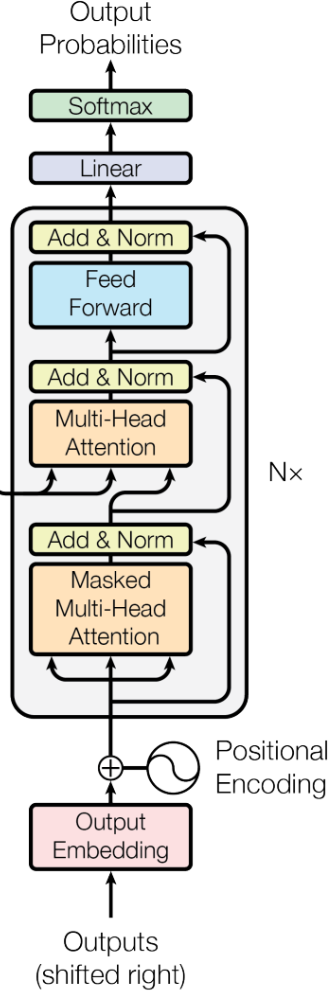 Output
Probabilities
Softmax
Linear
Add & Norm
Feed
Forward
Add & Norm
Multi-Head
Attention
N×
Add & Norm
Masked
Multi-Head
Attention
Positional
Encoding
Output
Embedding
Outputs
(shifted right)